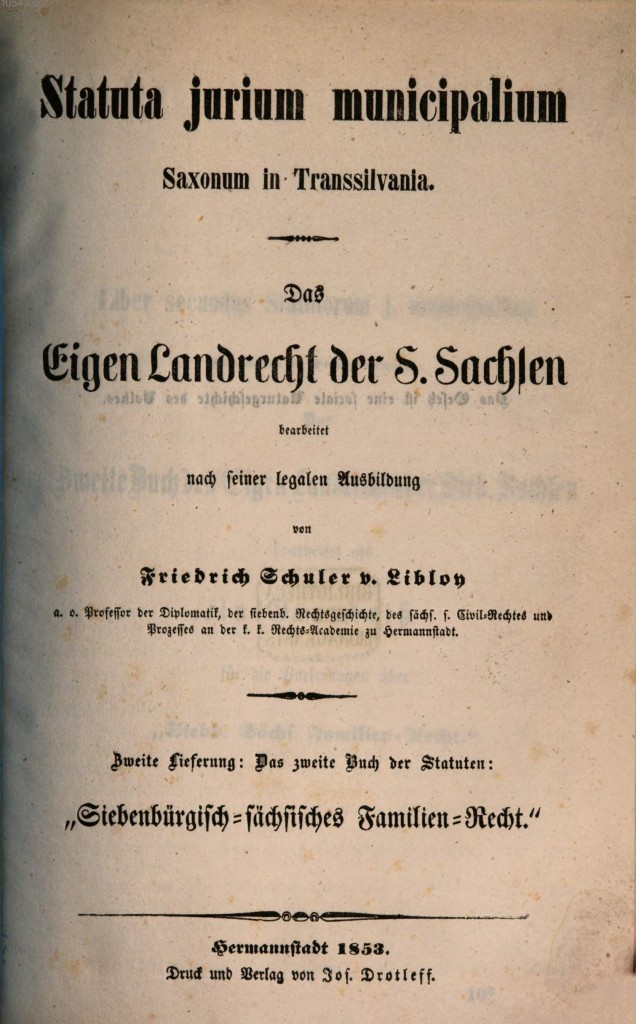 Statuta jurium municipalium
Saxonum in Transsilvania.
Das
Eigen Landrecht der S. Sachsen
bearbeitet
nach seiner legalen Ausbildung
von
Friedrich Schuler v. Libloy
a. o. Professor der Diplomatik, der siebenb. Rechtsgeschichte, des sächs. s. Civil-Rechtes und
Prozesses an der k. k. Rechts-Academie zu Hermannstadt.
Zweite Lieferung: Das zweite Buch der Statuten:
„Siebenbürgisch-sächsisches Familien-Recht.“
Hermannstadt 1853.
Druck und Verlag von Jos. Drotleff.